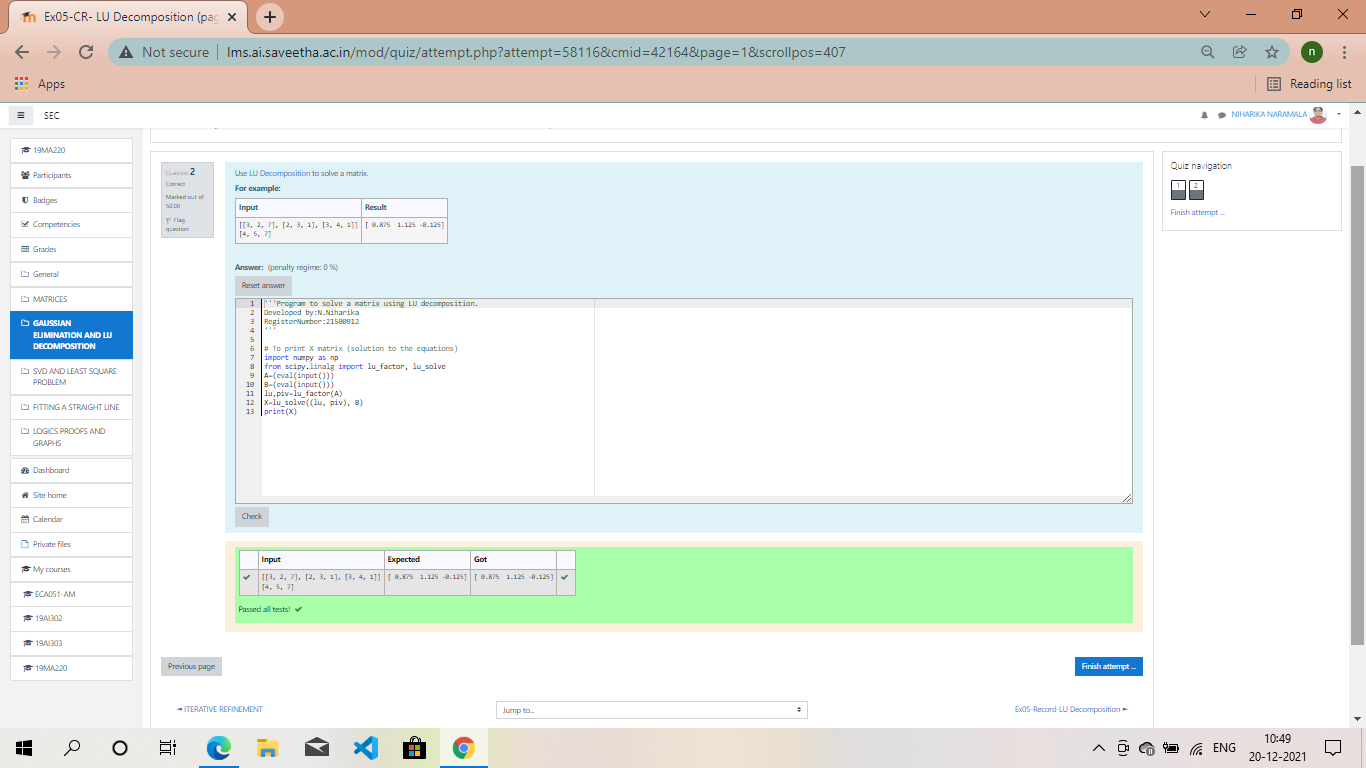 Ex05-CR- LU Decomposition (pag
Not secure lms.ai.saveetha.ac.in/mod/quiz/attempt.php?attempt=58116&cmid=42164&page=1&scrollpos=407
n
Apps
Reading list
SEC
NIHARIKA NARAMALA
19MA220
Participants
Badges
Competencies
Grades
General
MATRICES
GAUSSIAN
ELIMINATION AND LU
DECOMPOSITION
SVD AND LEAST SQUARE
PROBLEM
FITTING A STRAIGHT LINE
LOGICS PROOFS AND
GRAPHS
Dashboard
Site home
Calendar
Private files
My courses
ECA051-AM
19AI302
19AI303
19MA220
Question 2
Correct
Marked out of
50.00
Flag
question
Use LU Decomposition to solve a matrix.
For example:
Input Result
[[3, 2, 7], [2, 3, 1], [3, 4, 1]] [ 0.875  1.125 -0.125]
[4, 5, 7]
Answer: (penalty regime: 0 %)
Reset answer
1 '''Program to solve a matrix using LU decomposition.
2 Developed by:N.Niharika
3 RegisterNumber:21500912
4 '''
5
6 # To print X matrix (solution to the equations)
7 import numpy as np
8 from scipy.linalg import lu_factor, lu_solve
9 A=(eval(input()))
10 B=(eval(input()))
11 lu,piv=lu_factor(A)
12 X=lu_solve((lu, piv), B)
13 print(X)
Check
Input Expected Got
[[3, 2, 7], [2, 3, 1], [3, 4, 1]] [ 0.875  1.125 -0.125] [ 0.875  1.125 -0.125]
[4, 5, 7]
Passed all tests!
Previous page
Finish attempt ...
ITERATIVE REFINEMENT
Jump to...
Ex05-Record-LU Decomposition
Quiz navigation
1 2
Finish attempt ...
ENG
10:49
20-12-2021